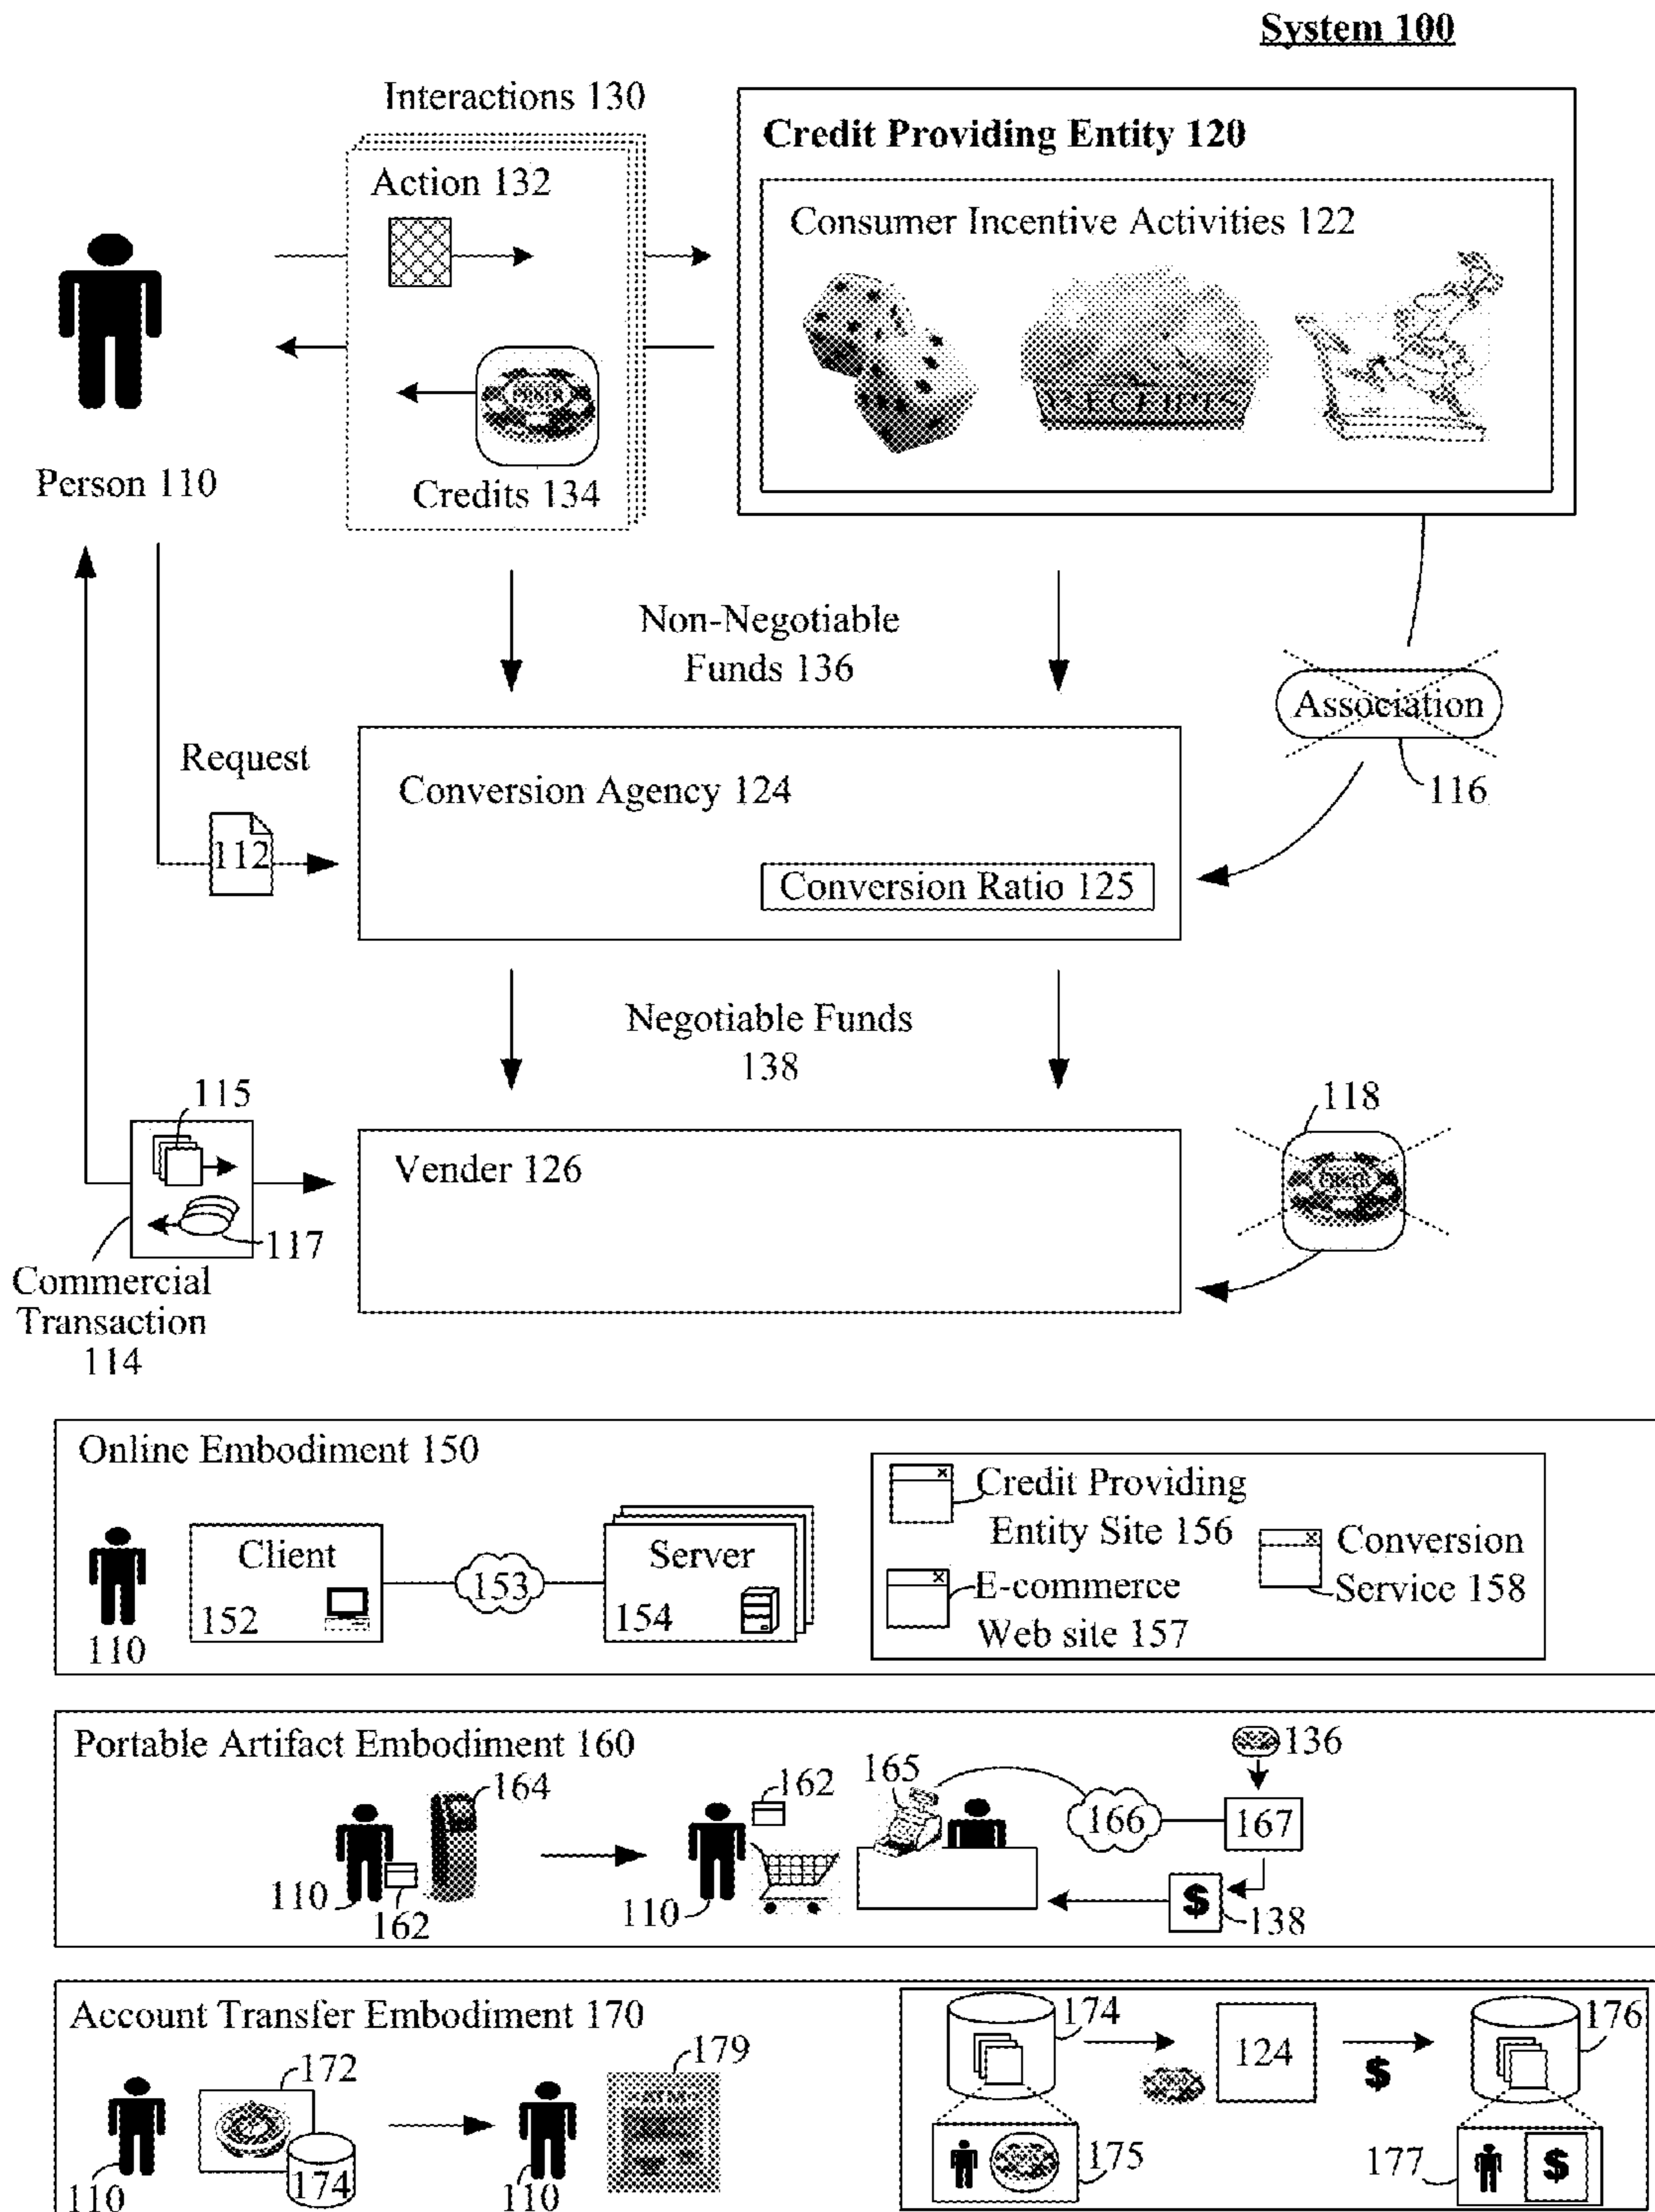 System 100
Interactions 130
Credit Providing Entity 120
Action 132
Consumer Incentive Activities 122
RECEIPTS
Person 110
Credits 134
Non-Negotiable
Funds 136
Association
116
Request
112
Conversion Agency 124
Conversion Ratio 125
Negotiable Funds
138
115
118
Vender 126
117
Commercial
Transaction
114
Online Embodiment 150
Credit Providing
Entity Site 156
Client
Server
Conversion
Service 158
153
E-commerce
Web site 157
152
154
110
Portable Artifact Embodiment 160
136
164
162
165
166
167
110
162
110
$
138
Account Transfer Embodiment 170
174
176
172
179
124
$
174
175
177
$
110
110